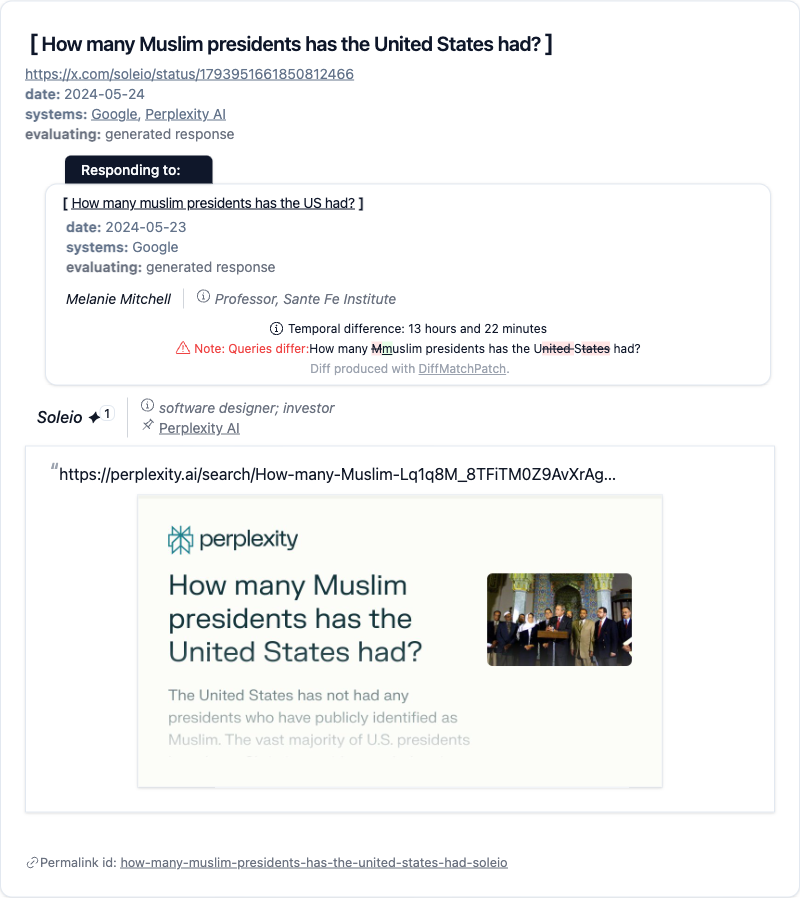 [ How many Muslim presidents has the United States had? ]
https://x.com/soleio/status/1793951661850812466
date: 2024-05-24
systems: Google, Perplexity AI
evaluating: generated response
Responding to:
[ How many muslim presidents has the US had? ]
date: 2024-05-23
systems: Google
evaluating: generated response
Melanie Mitchell
Professor, Sante Fe Institute
Temporal difference: 13 hours and 22 minutes
Note: Queries differ:How many Mmuslim presidents has the United States had?
Diff produced with DiffMatchPatch.
Soleio ✦ 1
software designer; investor
Perplexity AI
“https://perplexity.ai/search/How-many-Muslim-Lq1q8M_8TFiTM0Z9AvXrAg...
perplexity
How many Muslim
presidents has the
United States had?
The United States has not had any
presidents who have publicly identified as
Muslim. The vast majority of U.S. presidents
Permalink id: how-many-muslim-presidents-has-the-united-states-had-soleio